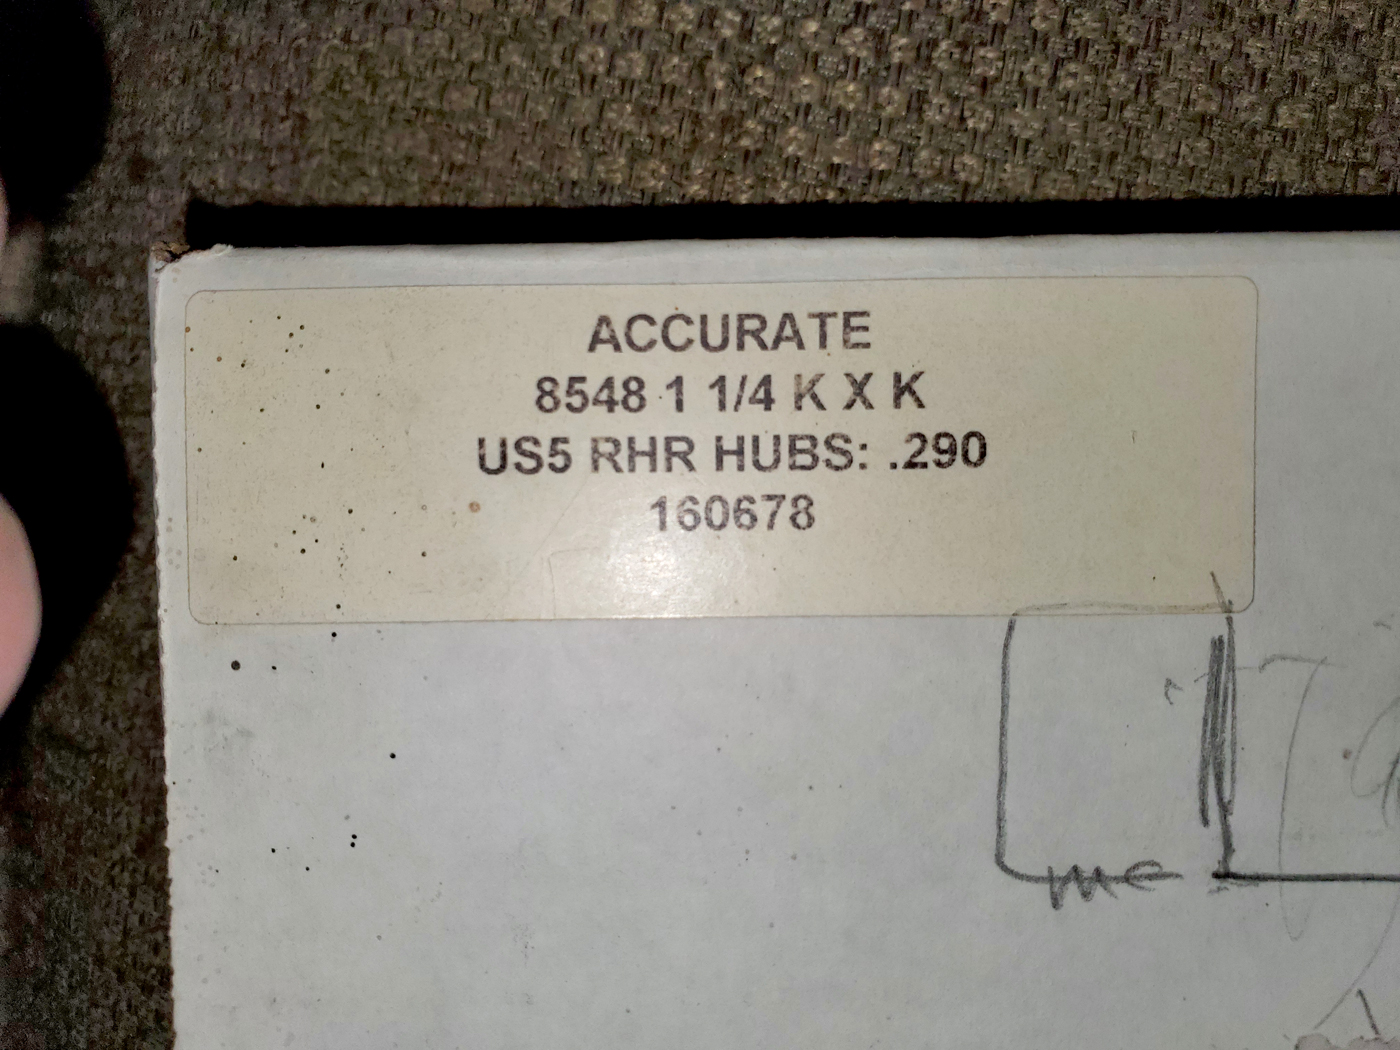 ACCURATE
8548 1 1/4 K X K
US5 RHR HUBS: .290
160678